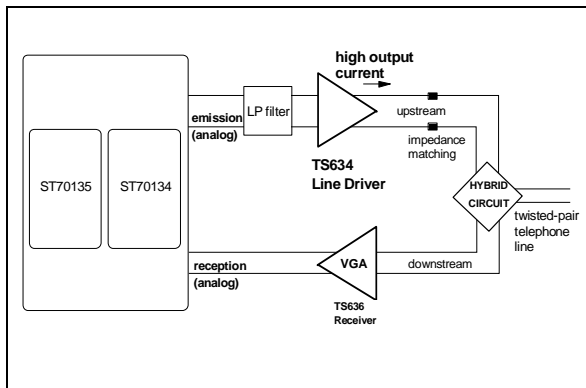 high output
current
LP filter
emission
(analog)
upstream
impedance
matching
TS634
Line Driver
ST70135
ST70134
HYBRID
CIRCUIT
twisted-pair
telephone
line
VGA
downstream
reception
(analog)
TS636
Receiver